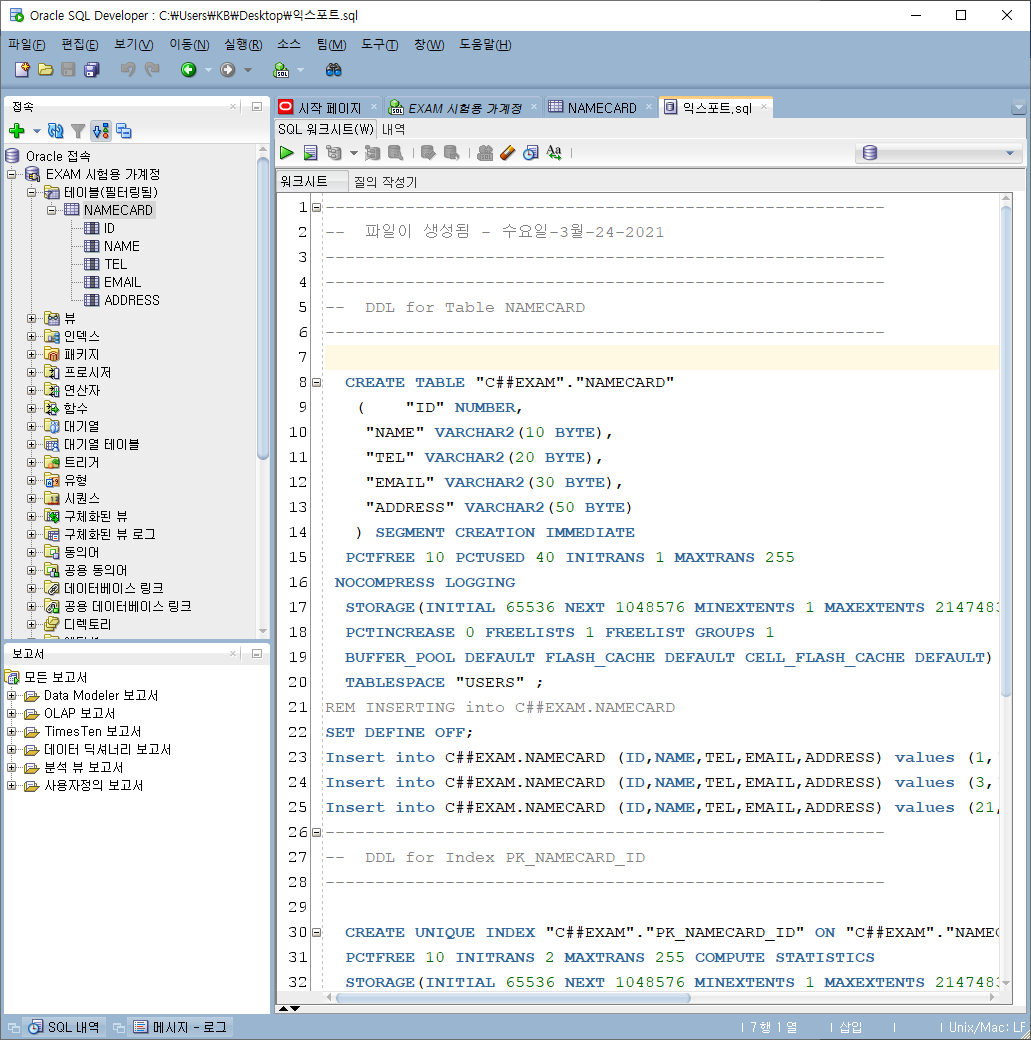 Oracle SQL Developer : C:₩Users₩KB₩Desktop₩익스포트.sql
파일(F) 편집(E) 보기(V) 이동(N) 실행(R) 소스 팀(M) 도구(T) 창(W) 도움말(H)
접속
Oracle 접속
EXAM 시험용 가계정
테이블(필터링됨)
NAMECARD
ID
NAME
TEL
EMAIL
ADDRESS
뷰
인덱스
패키지
프로시저
연산자
함수
대기열
대기열 테이블
트리거
유형
시퀀스
구체화된 뷰
구체화된 뷰 로그
동의어
공용 동의어
데이터베이스 링크
공용 데이터베이스 링크
디렉토리
보고서
모든 보고서
Data Modeler 보고서
OLAP 보고서
TimesTen 보고서
데이터 딕셔너리 보고서
분석 뷰 보고서
사용자정의 보고서
시작 페이지 EXAM 시험용 가계정 NAMECARD 익스포트.sql
SQL 워크시트(W) 내역
워크시트 질의 작성기
1 --------------------------------------------------------
2 --  파일이 생성됨 - 수요일-3월-24-2021
3 --------------------------------------------------------
4 --------------------------------------------------------
5 --  DDL for Table NAMECARD
6 --------------------------------------------------------
7
8 CREATE TABLE "C##EXAM"."NAMECARD"
9 (    "ID" NUMBER,
10 "NAME" VARCHAR2(10 BYTE),
11 "TEL" VARCHAR2(20 BYTE),
12 "EMAIL" VARCHAR2(30 BYTE),
13 "ADDRESS" VARCHAR2(50 BYTE)
14 ) SEGMENT CREATION IMMEDIATE
15 PCTFREE 10 PCTUSED 40 INITRANS 1 MAXTRANS 255
16 NOCOMPRESS LOGGING
17 STORAGE(INITIAL 65536 NEXT 1048576 MINEXTENTS 1 MAXEXTENTS 2147483
18 PCTINCREASE 0 FREELISTS 1 FREELIST GROUPS 1
19 BUFFER_POOL DEFAULT FLASH_CACHE DEFAULT CELL_FLASH_CACHE DEFAULT)
20 TABLESPACE "USERS" ;
21 REM INSERTING into C##EXAM.NAMECARD
22 SET DEFINE OFF;
23 Insert into C##EXAM.NAMECARD (ID,NAME,TEL,EMAIL,ADDRESS) values (1,
24 Insert into C##EXAM.NAMECARD (ID,NAME,TEL,EMAIL,ADDRESS) values (3,
25 Insert into C##EXAM.NAMECARD (ID,NAME,TEL,EMAIL,ADDRESS) values (21,
26 --------------------------------------------------------
27 --  DDL for Index PK_NAMECARD_ID
28 --------------------------------------------------------
29
30 CREATE UNIQUE INDEX "C##EXAM"."PK_NAMECARD_ID" ON "C##EXAM"."NAMEC
31 PCTFREE 10 INITRANS 2 MAXTRANS 255 COMPUTE STATISTICS
32 STORAGE(INITIAL 65536 NEXT 1048576 MINEXTENTS 1 MAXEXTENTS 2147483
SQL 내역 메시지 - 로그 7 행 1 열 삽입 Unix/Mac: LF